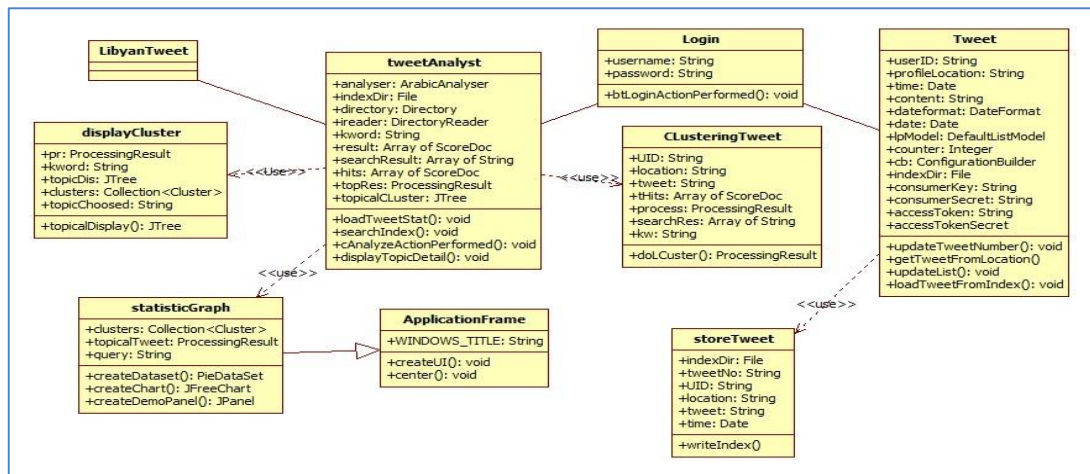 LibyanTweet
tweetAnalyst
+analyser: ArabicAnalyser
+indexDir: File
+directory: Directory
+ireader: DirectoryReader
+kword: String
+result: Array of ScoreDoc
+searchResult: Array of String
+hits: Array of ScoreDoc
+topRes: ProcessingResult
+topicalCLuster: JTree
+loadTweetStat(): void
+searchIndex(): void
+cAnalyzeActionPerformed(): void
+displayTopicDetail(): void
Login
+username: String
+password: String
+btLoginActionPerformed(): void
Tweet
+userID: String
+profileLocation: String
+time: Date
+content: String
+dateformat: DateFormat
+date: Date
+lpModel: DefaultListModel
+counter: Integer
+cb: ConfigurationBuilder
+indexDir: File
+consumerKey: String
+consumerSecret: String
+accessToken: String
+accessTokenSecret
+updateTweetNumber(): void
+getTweetFromLocation()
+updateList(): void
+loadTweetFromIndex(): void
displayCluster
+pr: ProcessingResult
+kword: String
+topicDis: JTree
+clusters: Collection<Cluster>
+topicChoosed: String
+topicalDisplay(): JTree
<<Use>>
<<use>>
CLusteringTweet
+UID: String
+location: String
+tweet: String
+tHits: Array of ScoreDoc
+process: ProcessingResult
+searchRes: Array of String
+kw: String
+doLCuster(): ProcessingResult
<<use>>
<<use>>
statisticGraph
+clusters: Collection<Cluster>
+topicalTweet: ProcessingResult
+query: String
+createDataset(): PieDataSet
+createChart(): JFreeChart
+createDemoPanel(): JPanel
ApplicationFrame
+WINDOWS_TITLE: String
+createUI(): void
+center(): void
storeTweet
+indexDir: File
+tweetNo: String
+UID: String
+location: String
+tweet: String
+time: Date
+writeIndex()